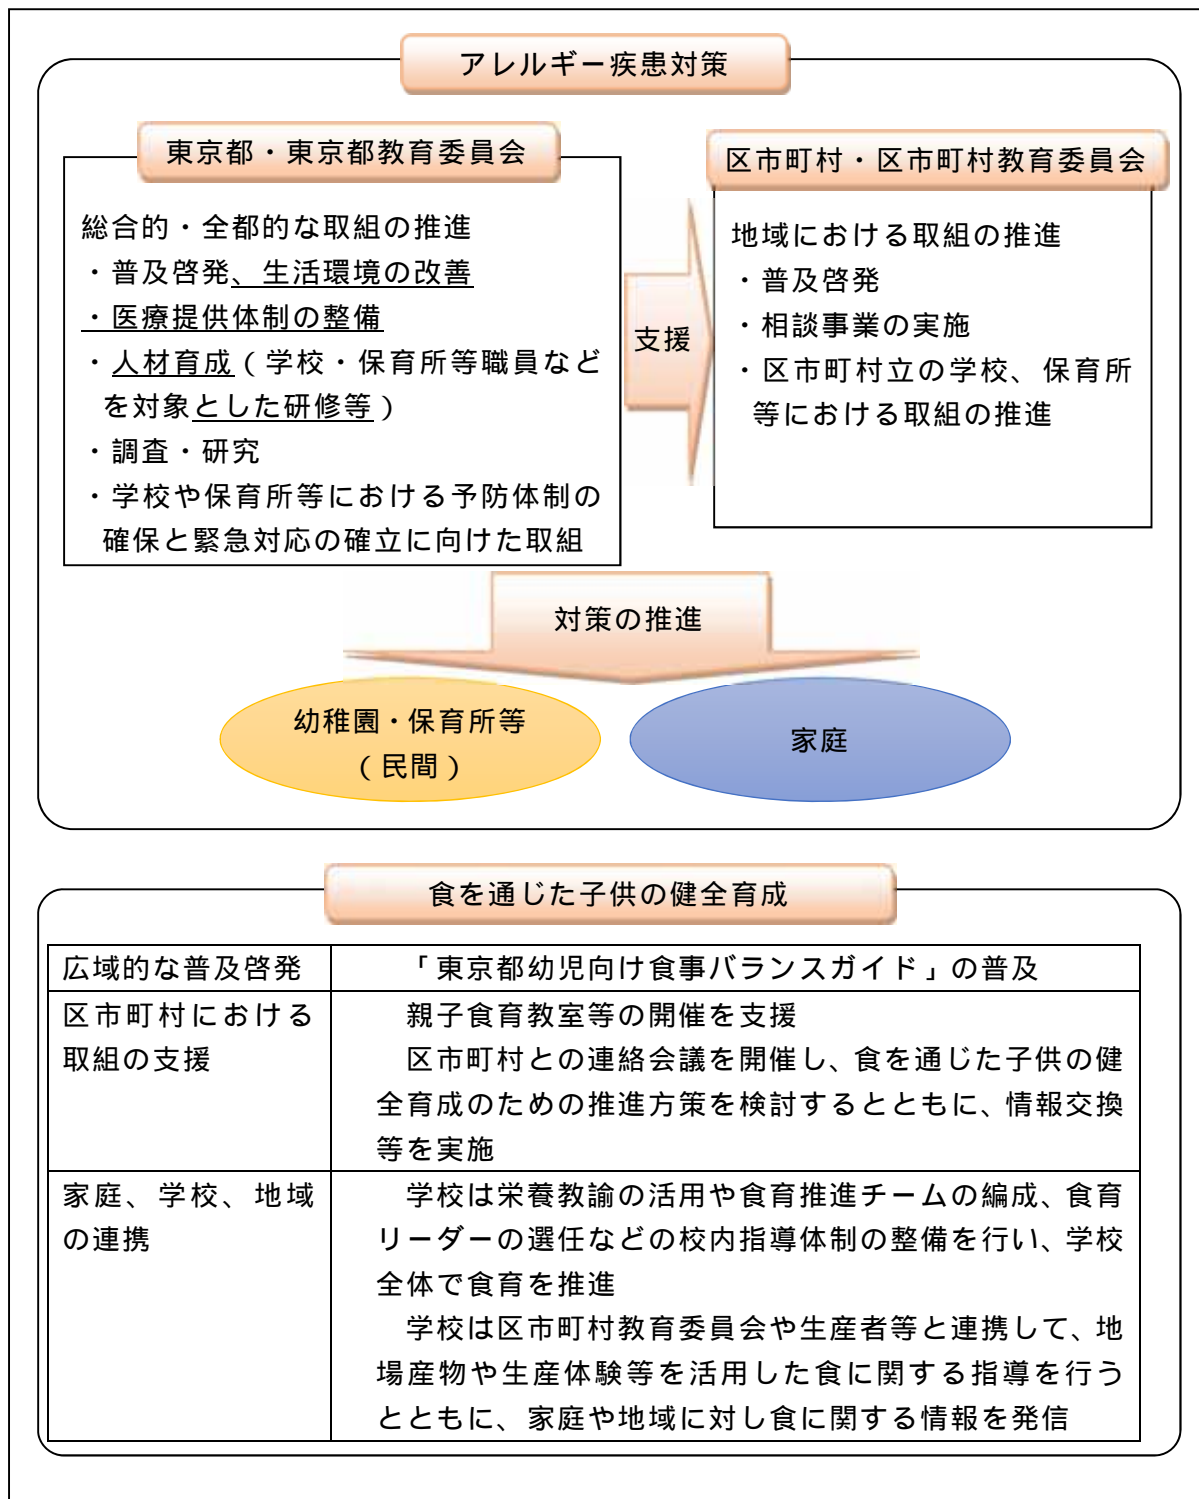 アレルギー疾患対策
東京都・東京都教育委員会
総合的・全都的な取組の推進
・普及啓発、生活環境の改善
・医療提供体制の整備
・人材育成（学校・保育所等職員など
を対象とした研修等）
・調査・研究
・学校や保育所等における予防体制の
確保と緊急対応の確立に向けた取組
支援
区市町村・区市町村教育委員会
地域における取組の推進
・普及啓発
・相談事業の実施
・区市町村立の学校、保育所
等における取組の推進
対策の推進
幼稚園・保育所等
（民間）
家庭
食を通じた子供の健全育成
広域的な普及啓発
「東京都幼児向け食事バランスガイド」の普及
区市町村における
取組の支援
親子食育教室等の開催を支援
区市町村との連絡会議を開催し、食を通じた子供の健
全育成のための推進方策を検討するとともに、情報交換
等を実施
家庭、学校、地域
の連携
学校は栄養教諭の活用や食育推進チームの編成、食育
リーダーの選任などの校内指導体制の整備を行い、学校
全体で食育を推進
学校は区市町村教育委員会や生産者等と連携して、地
場産物や生産体験等を活用した食に関する指導を行う
とともに、家庭や地域に対し食に関する情報を発信